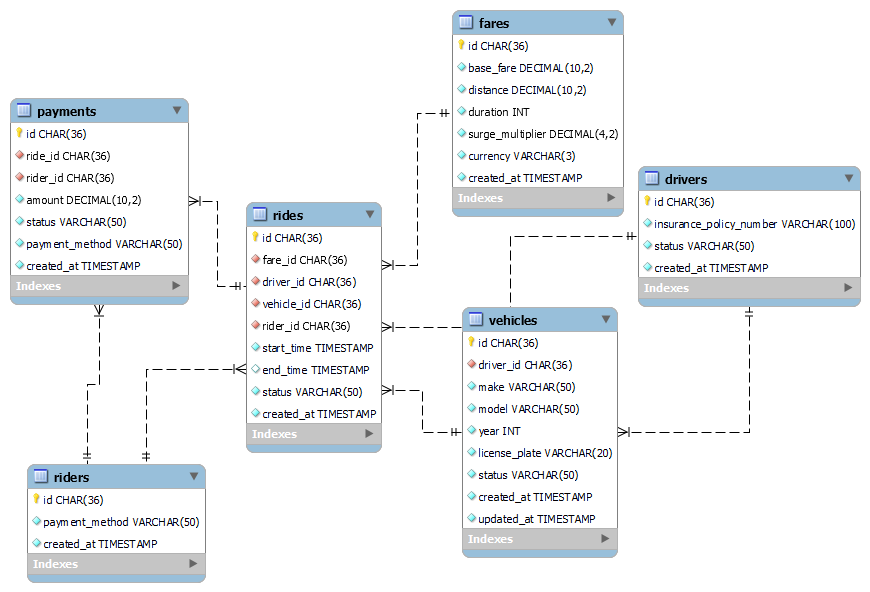 fares
id CHAR(36)
base_fare DECIMAL(10,2)
distance DECIMAL(10,2)
duration INT
surge_multiplier DECIMAL(4,2)
currency VARCHAR(3)
created_at TIMESTAMP
Indexes
payments
id CHAR(36)
ride_id CHAR(36)
rider_id CHAR(36)
amount DECIMAL(10,2)
status VARCHAR(50)
payment_method VARCHAR(50)
created_at TIMESTAMP
Indexes
drivers
id CHAR(36)
insurance_policy_number VARCHAR(100)
status VARCHAR(50)
created_at TIMESTAMP
Indexes
rides
id CHAR(36)
fare_id CHAR(36)
driver_id CHAR(36)
vehicle_id CHAR(36)
rider_id CHAR(36)
start_time TIMESTAMP
end_time TIMESTAMP
status VARCHAR(50)
created_at TIMESTAMP
Indexes
vehicles
id CHAR(36)
driver_id CHAR(36)
make VARCHAR(50)
model VARCHAR(50)
year INT
license_plate VARCHAR(20)
status VARCHAR(50)
created_at TIMESTAMP
updated_at TIMESTAMP
Indexes
riders
id CHAR(36)
payment_method VARCHAR(50)
created_at TIMESTAMP
Indexes